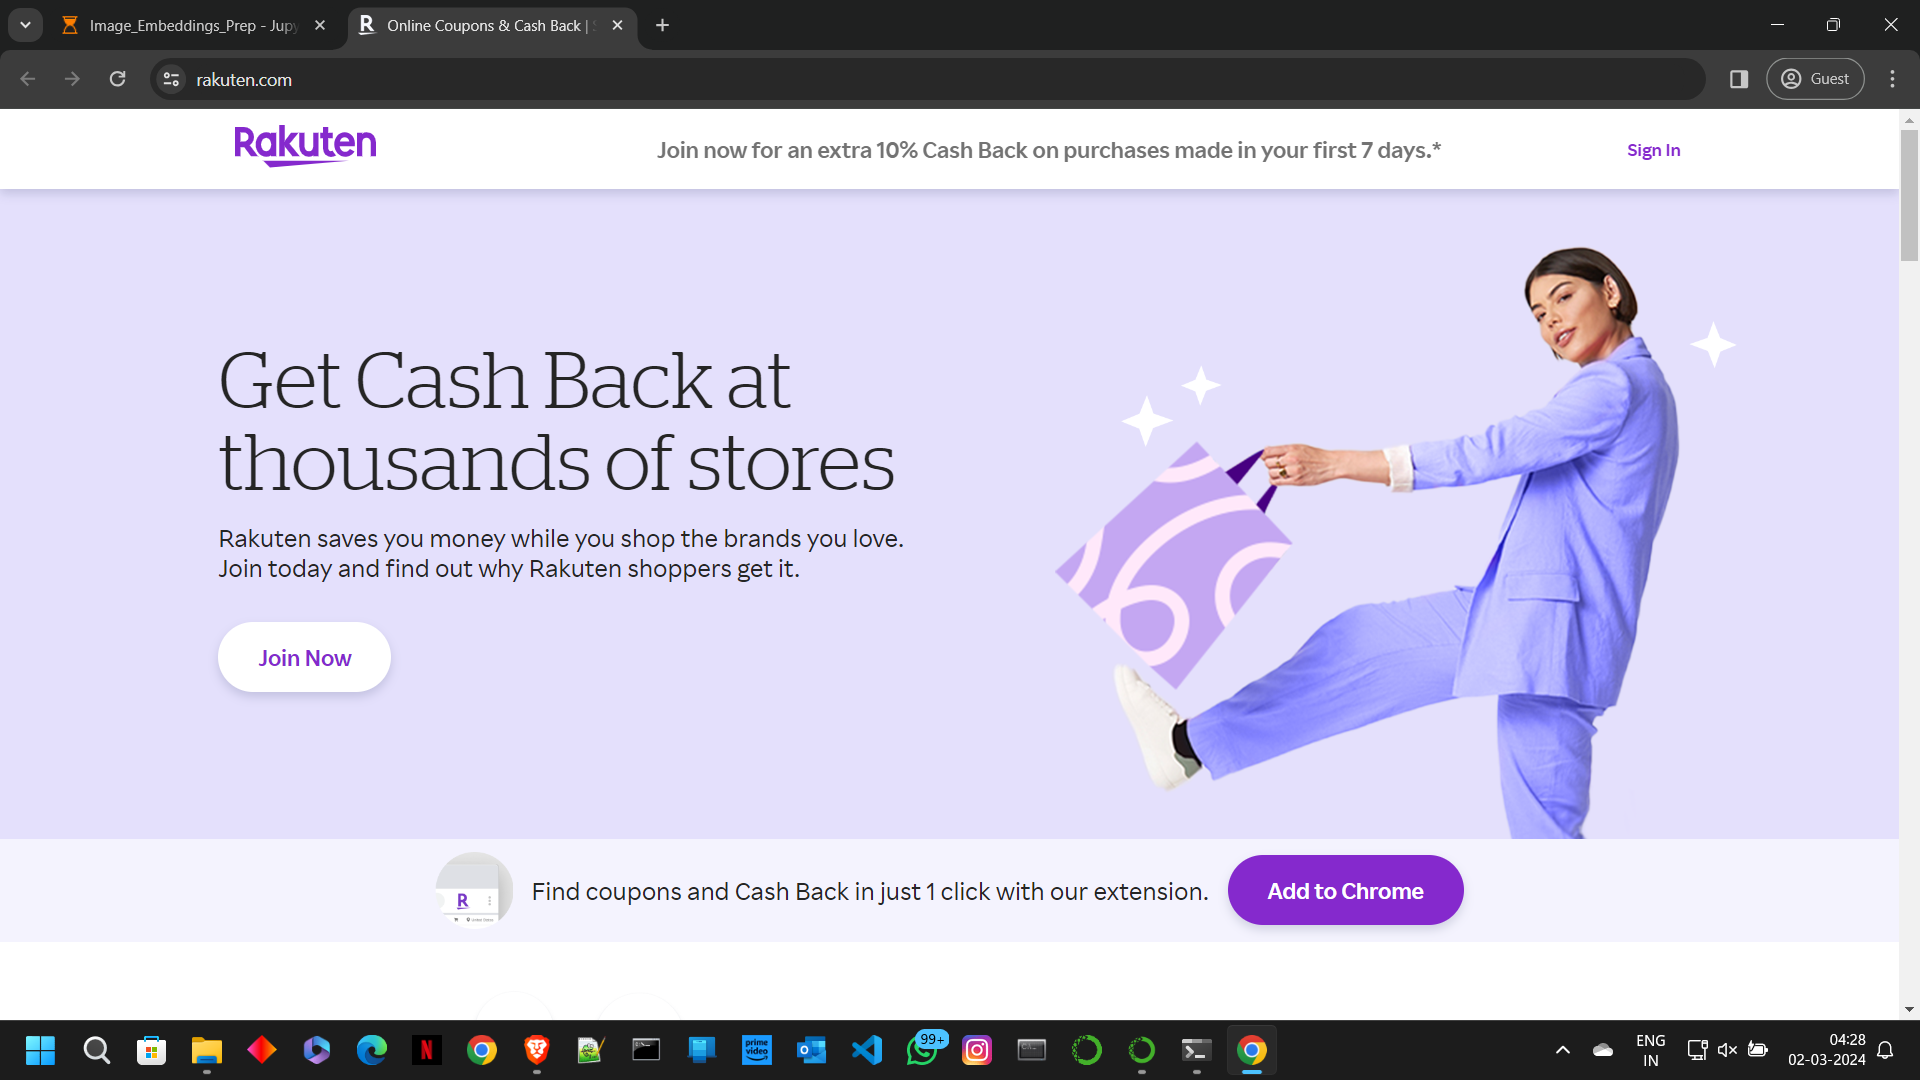 Image_Embeddings_Prep - Jupy
Online Coupons & Cash Back |
rakuten.com
Guest
Rakuten
Join now for an extra 10% Cash Back on purchases made in your first 7 days.*
Sign In
Get Cash Back at
thousands of stores
Rakuten saves you money while you shop the brands you love.
Join today and find out why Rakuten shoppers get it.
Join Now
R
Find coupons and Cash Back in just 1 click with our extension.
Add to Chrome
N
prime
video
99+
ENG
IN
04:28
02-03-2024